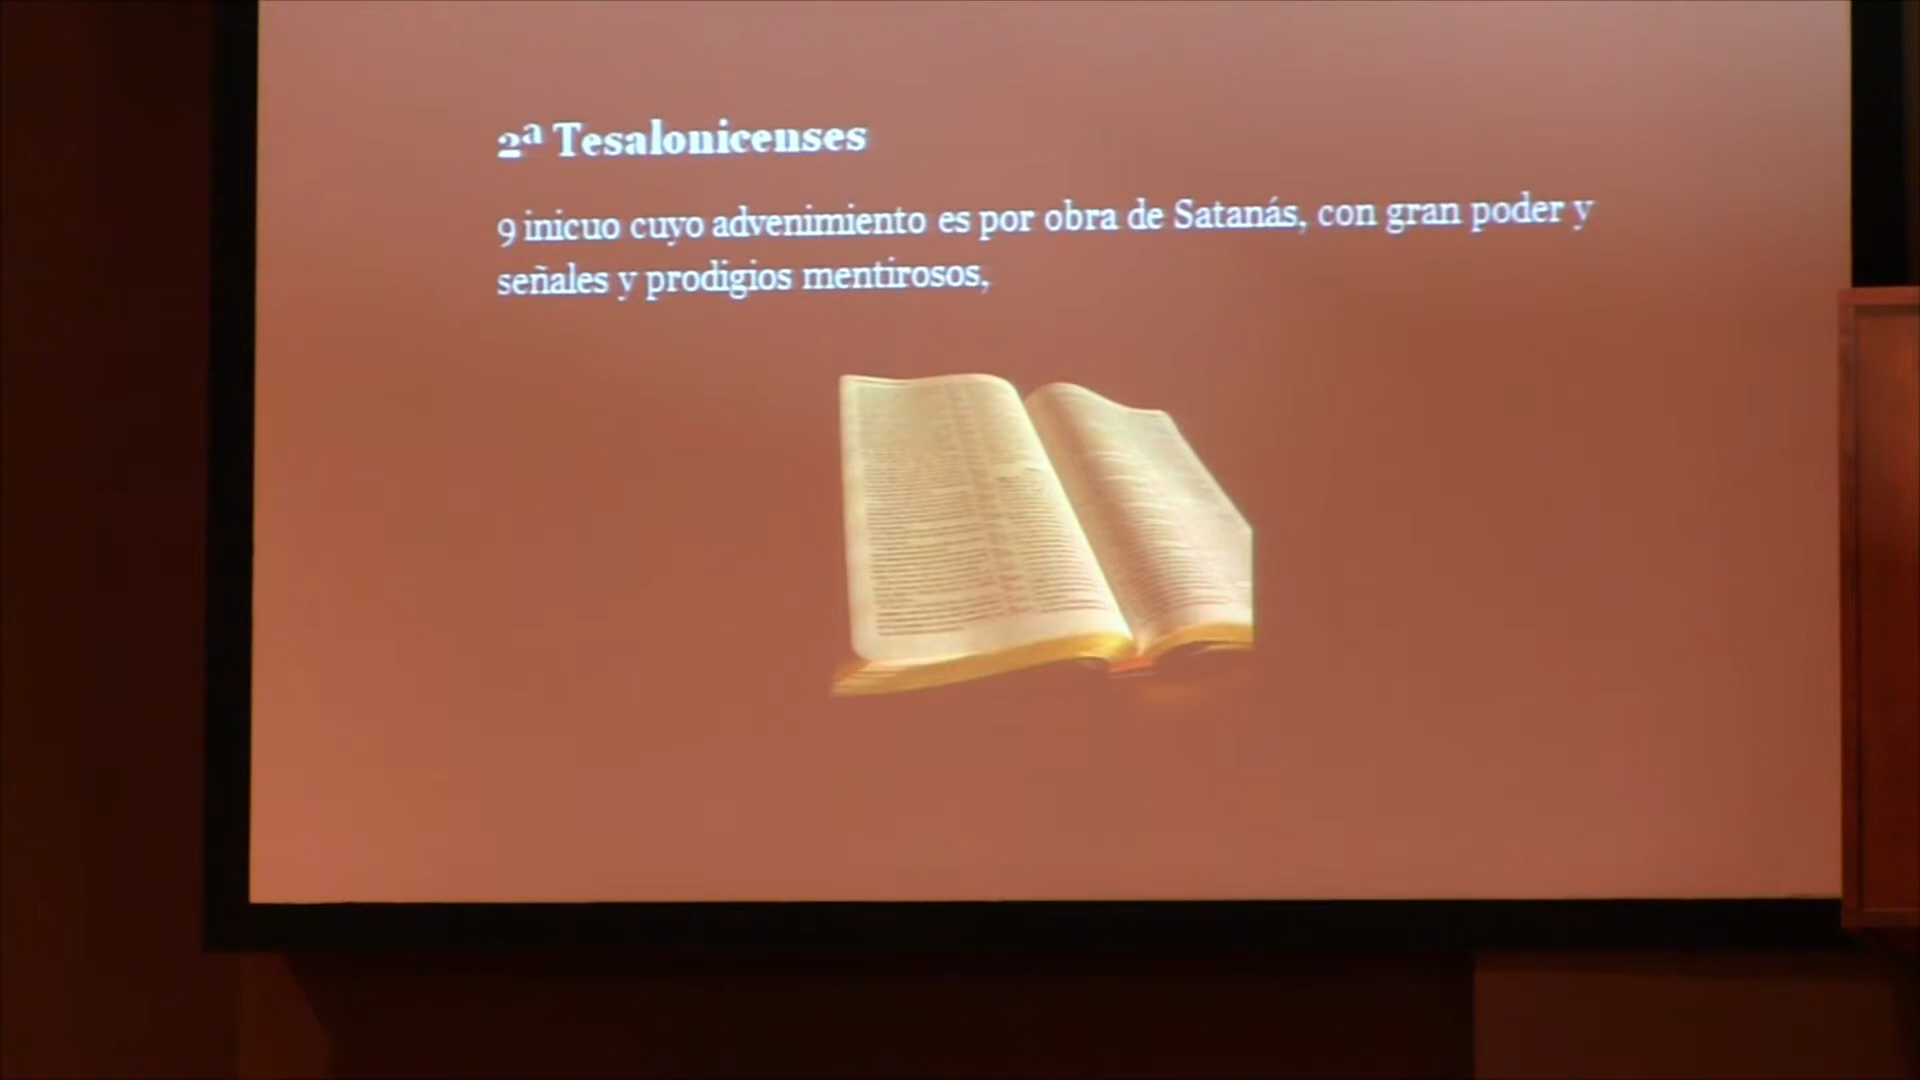 2ª Tesalonicenses
9 inicuo cuyo advenimiento es por obra de Satanás, con gran poder y
señales y prodigios mentirosos,